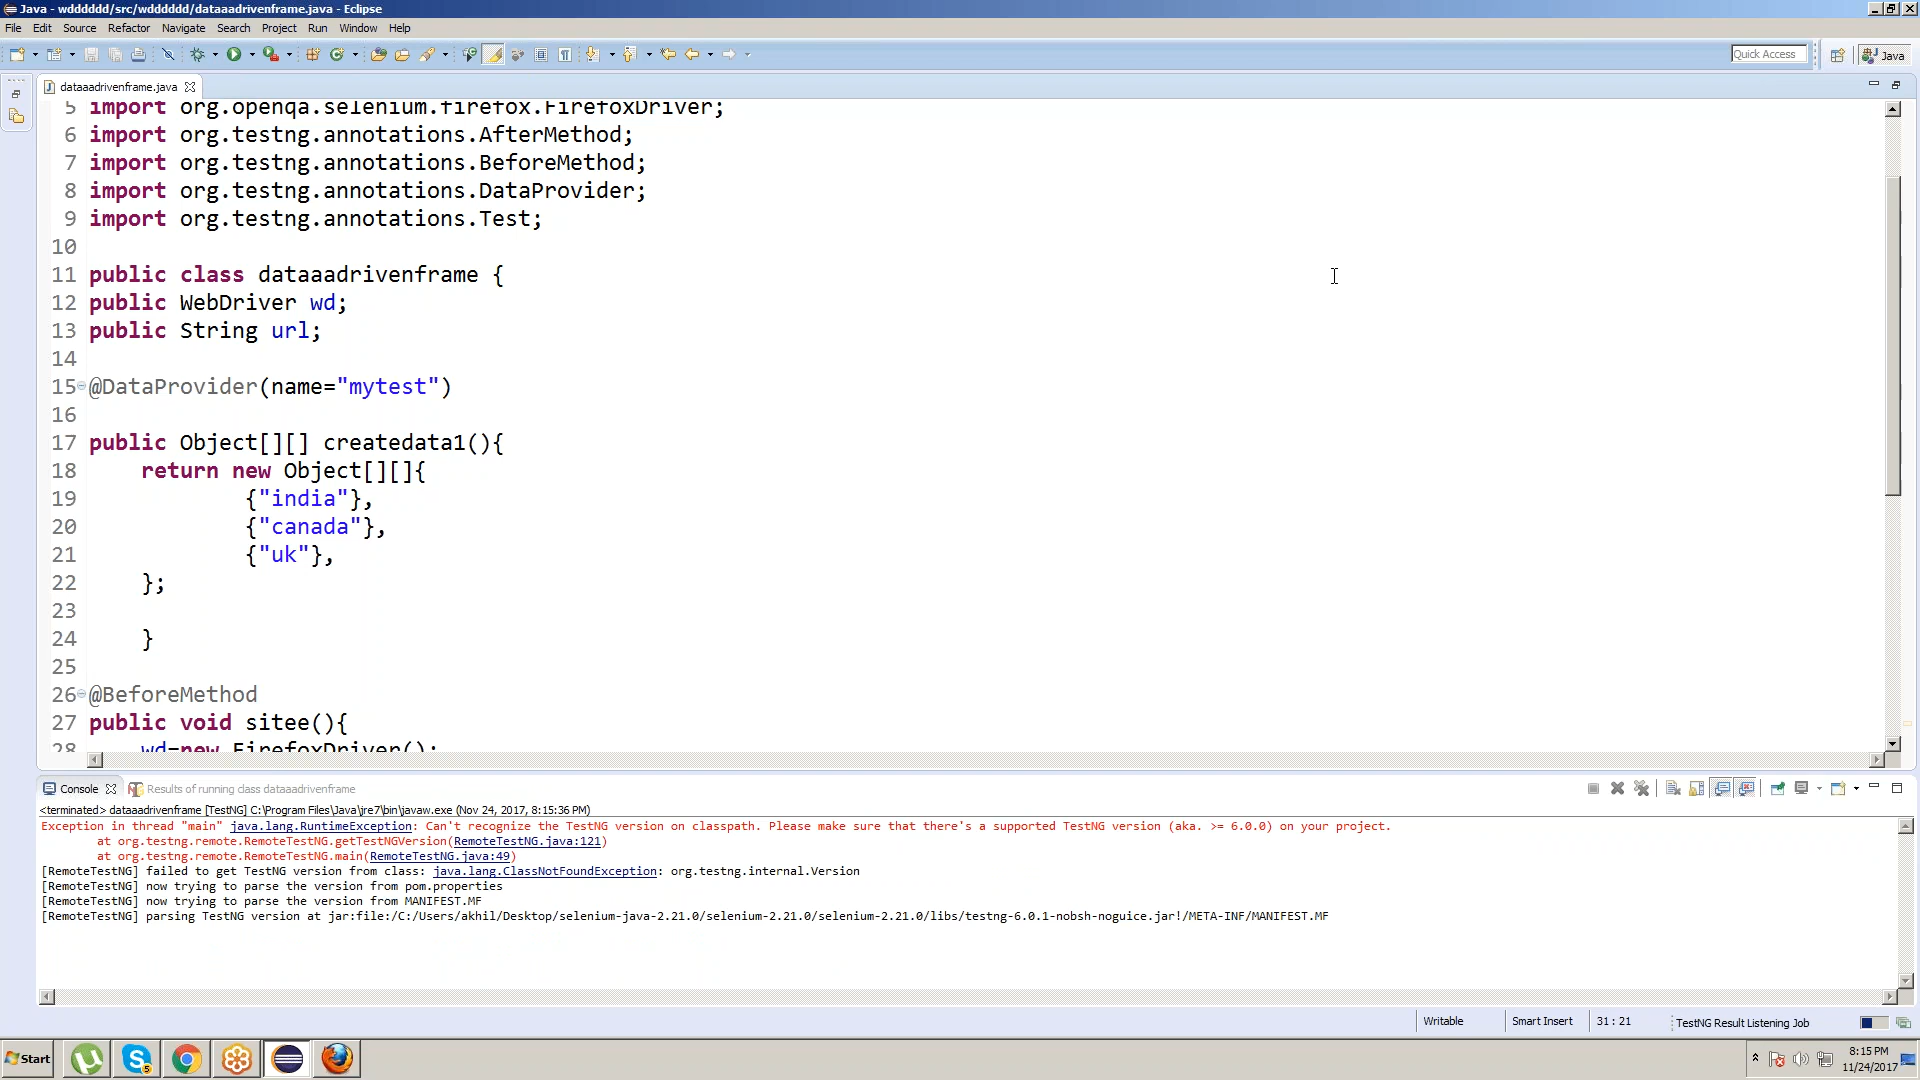 Java - wdddddd/src/wdddddd/dataaadrivenframe.java - Eclipse
File Edit Source Refactor Navigate Search Project Run Window Help
Quick Access
Java
dataaadrivenframe.java
5 import org.openqa.selenium.firefox.FirefoxDriver;
6 import org.testng.annotations.AfterMethod;
7 import org.testng.annotations.BeforeMethod;
8 import org.testng.annotations.DataProvider;
9 import org.testng.annotations.Test;
10
11 public class dataaadrivenframe {
12 public WebDriver wd;
13 public String url;
14
15 @DataProvider(name="mytest")
16
17 public Object[][] createdata1(){
18 return new Object[][]{
19 {"india"},
20 {"canada"},
21 {"uk"},
22 };
23
24 }
25
26 @BeforeMethod
27 public void sitee(){
28 wd=new FirefoxDriver();
Console Results of running class dataaadrivenframe
<terminated> dataaadrivenframe [TestNG] C:\Program Files\Java\jre7\bin\javaw.exe (Nov 24, 2017, 8:15:36 PM)
Exception in thread "main" java.lang.RuntimeException: Can't recognize the TestNG version on classpath. Please make sure that there's a supported TestNG version (aka. >= 6.0.0) on your project.
at org.testng.remote.RemoteTestNG.getTestNGVersion(RemoteTestNG.java:121)
at org.testng.remote.RemoteTestNG.main(RemoteTestNG.java:49)
[RemoteTestNG] failed to get TestNG version from class: java.lang.ClassNotFoundException: org.testng.internal.Version
[RemoteTestNG] now trying to parse the version from pom.properties
[RemoteTestNG] now trying to parse the version from MANIFEST.MF
[RemoteTestNG] parsing TestNG version at jar:file:/C:/Users/akhil/Desktop/selenium-java-2.21.0/selenium-2.21.0/selenium-2.21.0/libs/testng-6.0.1-nobsh-noguice.jar!/META-INF/MANIFEST.MF
Writable Smart Insert 31 : 21 TestNG Result Listening Job
Start
5
8:15 PM
11/24/2017